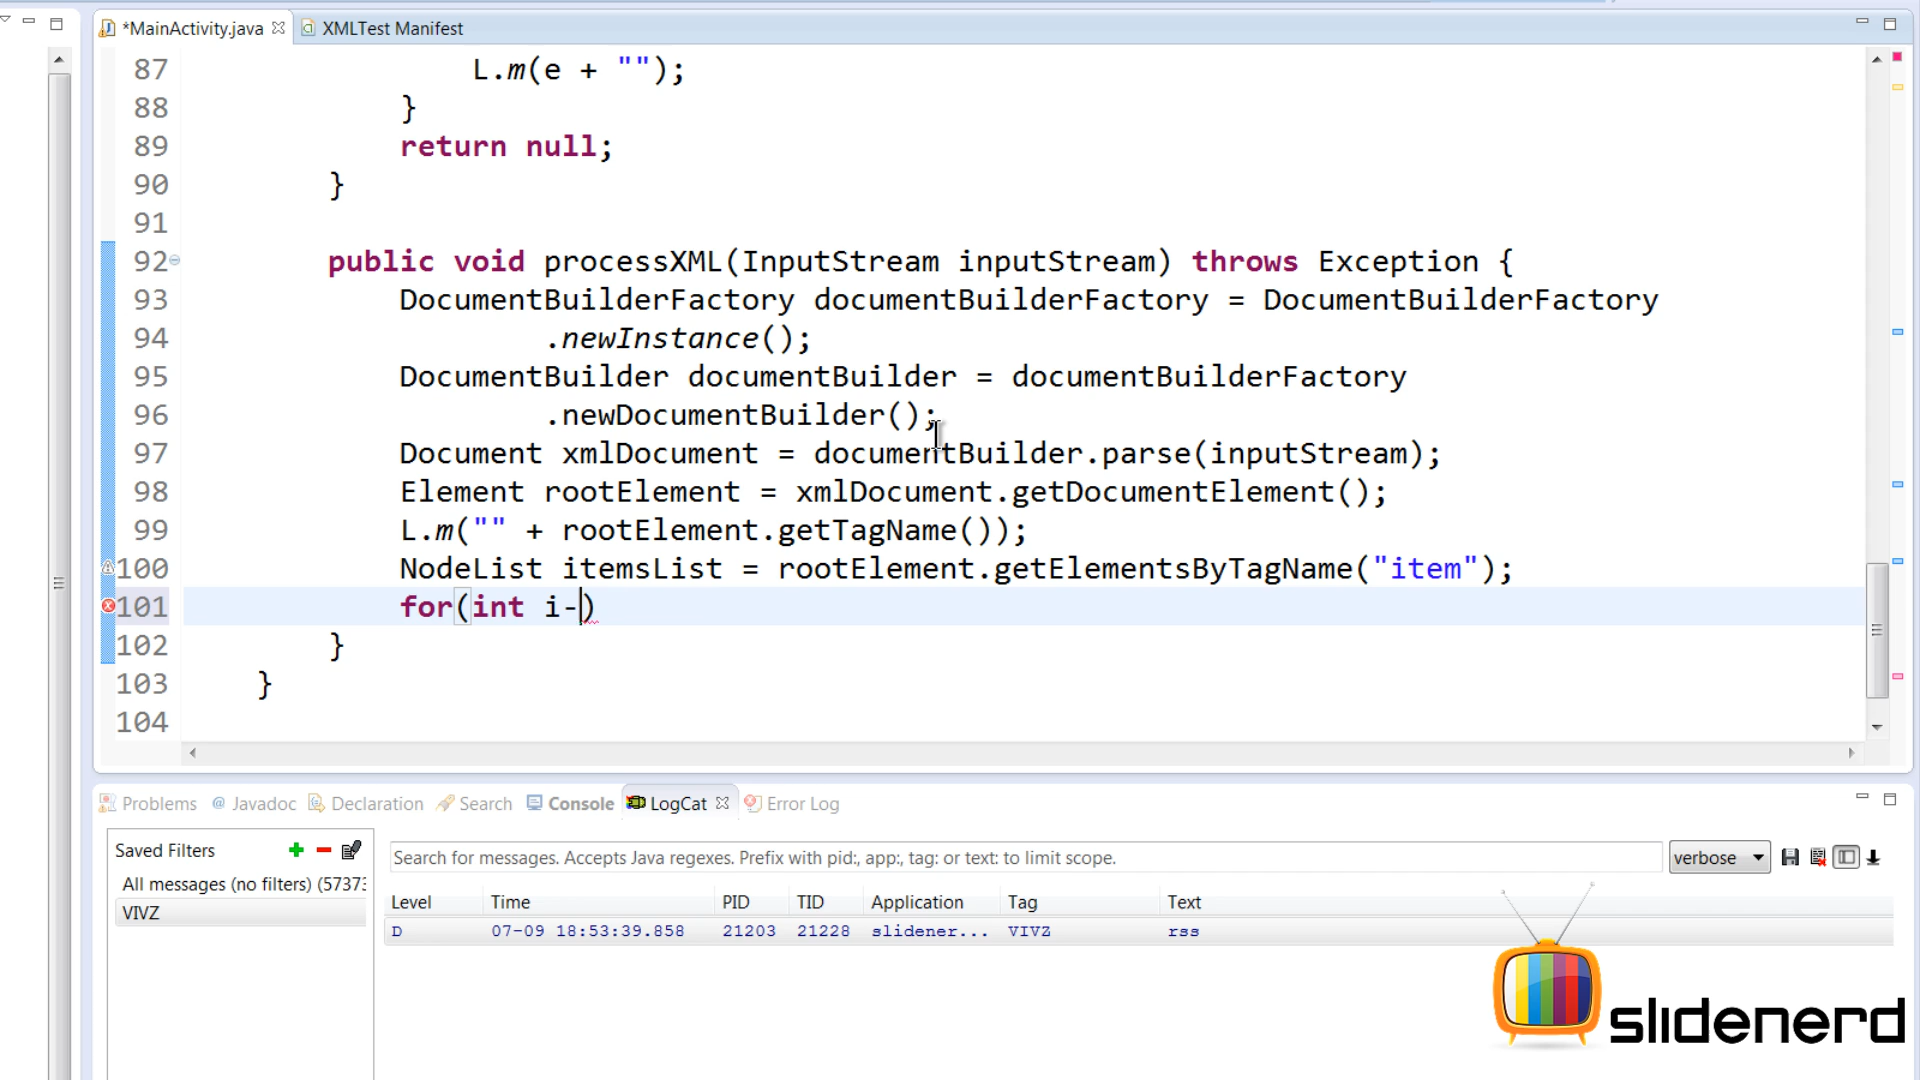 *MainActivity.java XMLTest Manifest
87 L.m(e + "");
88 }
89 return null;
90 }
91
92 public void processXML(InputStream inputStream) throws Exception {
93 DocumentBuilderFactory documentBuilderFactory = DocumentBuilderFactory
94 .newInstance();
95 DocumentBuilder documentBuilder = documentBuilderFactory
96 .newDocumentBuilder();
97 Document xmlDocument = documentBuilder.parse(inputStream);
98 Element rootElement = xmlDocument.getDocumentElement();
99 L.m("" + rootElement.getTagName());
100 NodeList itemsList = rootElement.getElementsByTagName("item");
101 for(int i-)
102 }
103 }
104
Problems @ Javadoc Declaration Search Console LogCat Error Log
Saved Filters
Search for messages. Accepts Java regexes. Prefix with pid:, app:, tag: or text: to limit scope. verbose
All messages (no filters) (57373
VIVZ
Level Time PID TID Application Tag Text
D 07-09 18:53:39.858 21203 21228 slidener... VIVZ rss
slidenerd